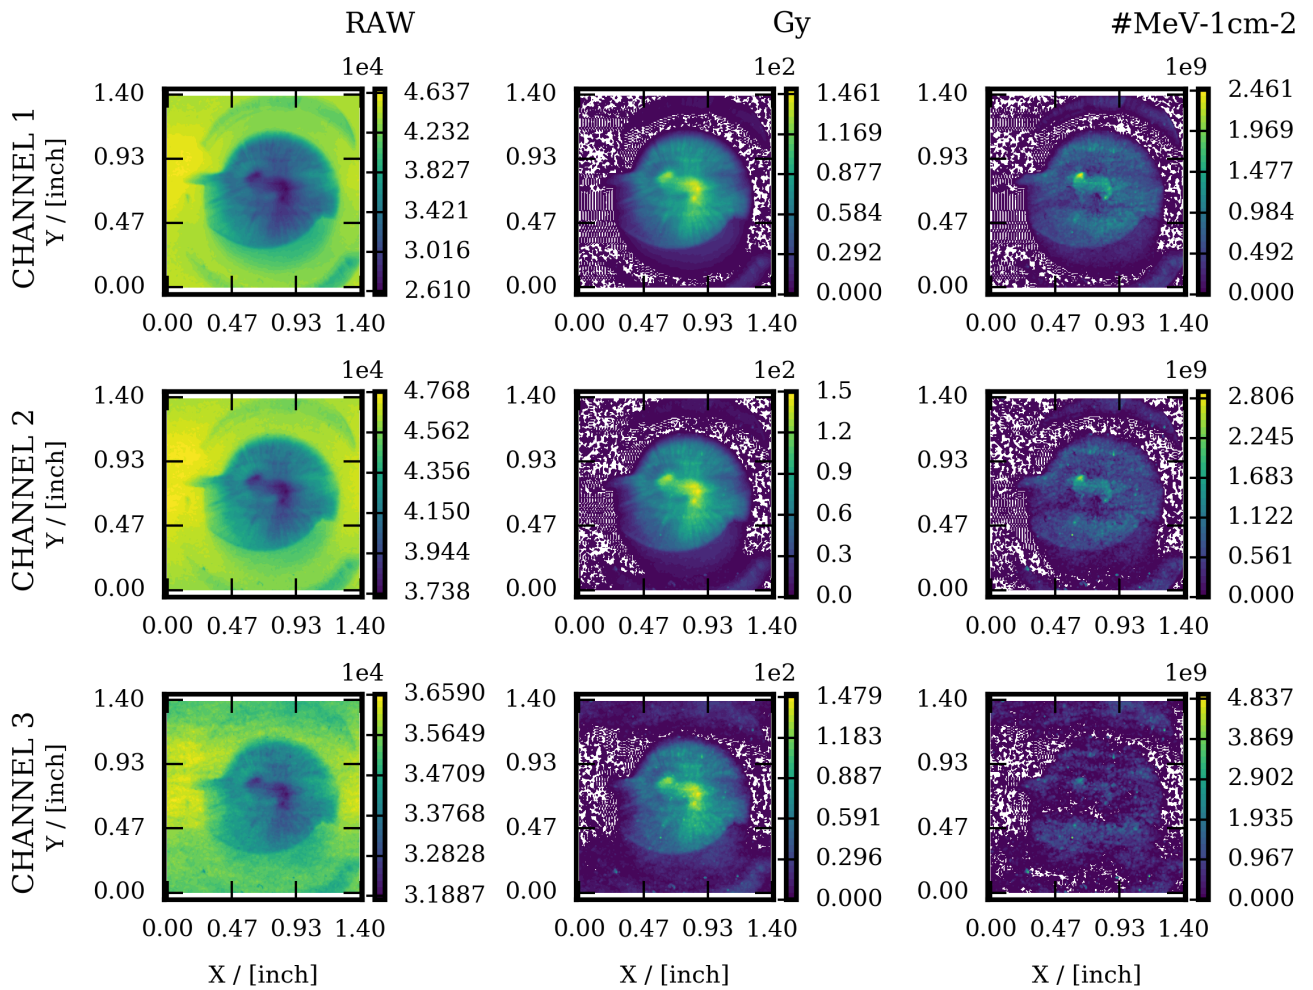 RAW Gy #MeV-1cm-2
1e4 1e2 1e9
CHANNEL 1
Y / [inch]
1.40 0.93 0.47 0.00
0.00 0.47 0.93 1.40
4.637 4.232 3.827 3.421 3.016 2.610
1.40 0.93 0.47 0.00
0.00 0.47 0.93 1.40
1.461 1.169 0.877 0.584 0.292 0.000
1.40 0.93 0.47 0.00
0.00 0.47 0.93 1.40
2.461 1.969 1.477 0.984 0.492 0.000
1e4 1e2 1e9
CHANNEL 2
Y / [inch]
1.40 0.93 0.47 0.00
0.00 0.47 0.93 1.40
4.768 4.562 4.356 4.150 3.944 3.738
1.40 0.93 0.47 0.00
0.00 0.47 0.93 1.40
1.5 1.2 0.9 0.6 0.3 0.0
1.40 0.93 0.47 0.00
0.00 0.47 0.93 1.40
2.806 2.245 1.683 1.122 0.561 0.000
1e4 1e2 1e9
CHANNEL 3
Y / [inch]
1.40 0.93 0.47 0.00
0.00 0.47 0.93 1.40
3.6590 3.5649 3.4709 3.3768 3.2828 3.1887
1.40 0.93 0.47 0.00
0.00 0.47 0.93 1.40
1.479 1.183 0.887 0.591 0.296 0.000
1.40 0.93 0.47 0.00
0.00 0.47 0.93 1.40
4.837 3.869 2.902 1.935 0.967 0.000
X / [inch] X / [inch] X / [inch]